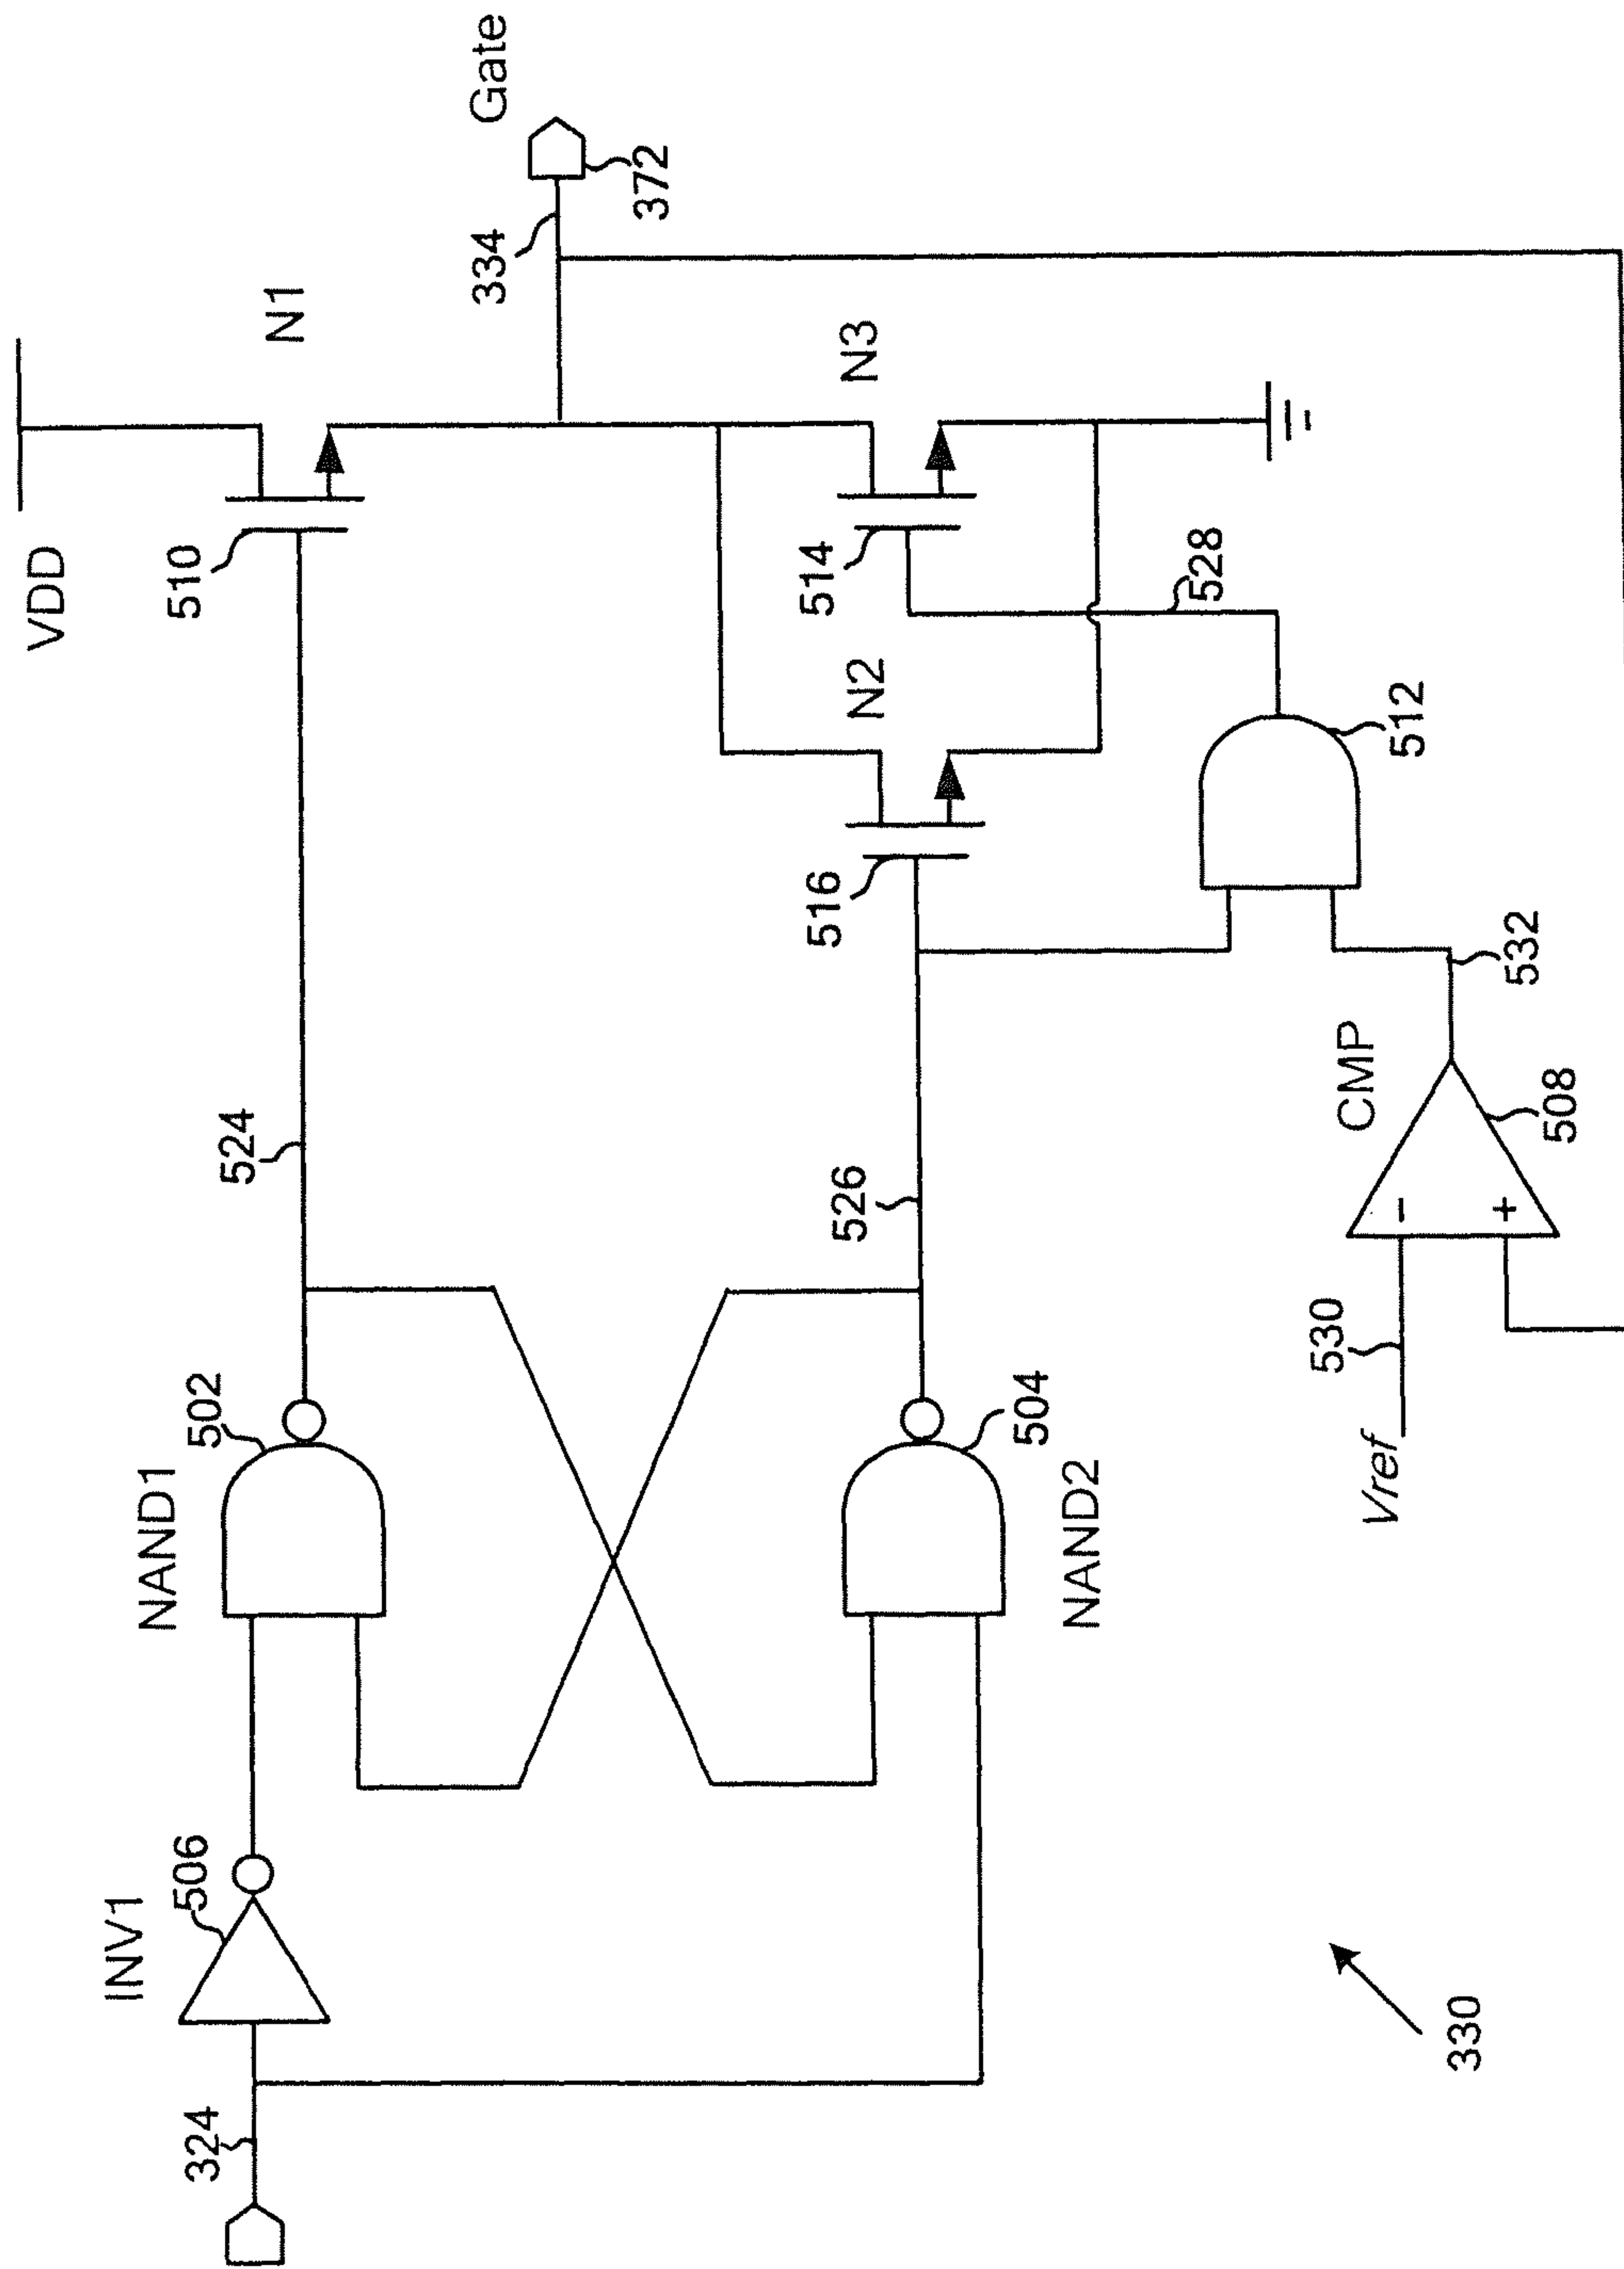 VDD
N1
510
524
Gate
334
372
NAND1
502
INV1
506
324
N3
514
N2
516
528
526
504
NAND2
512
532
CMP
508
-
+
530
Vref
330